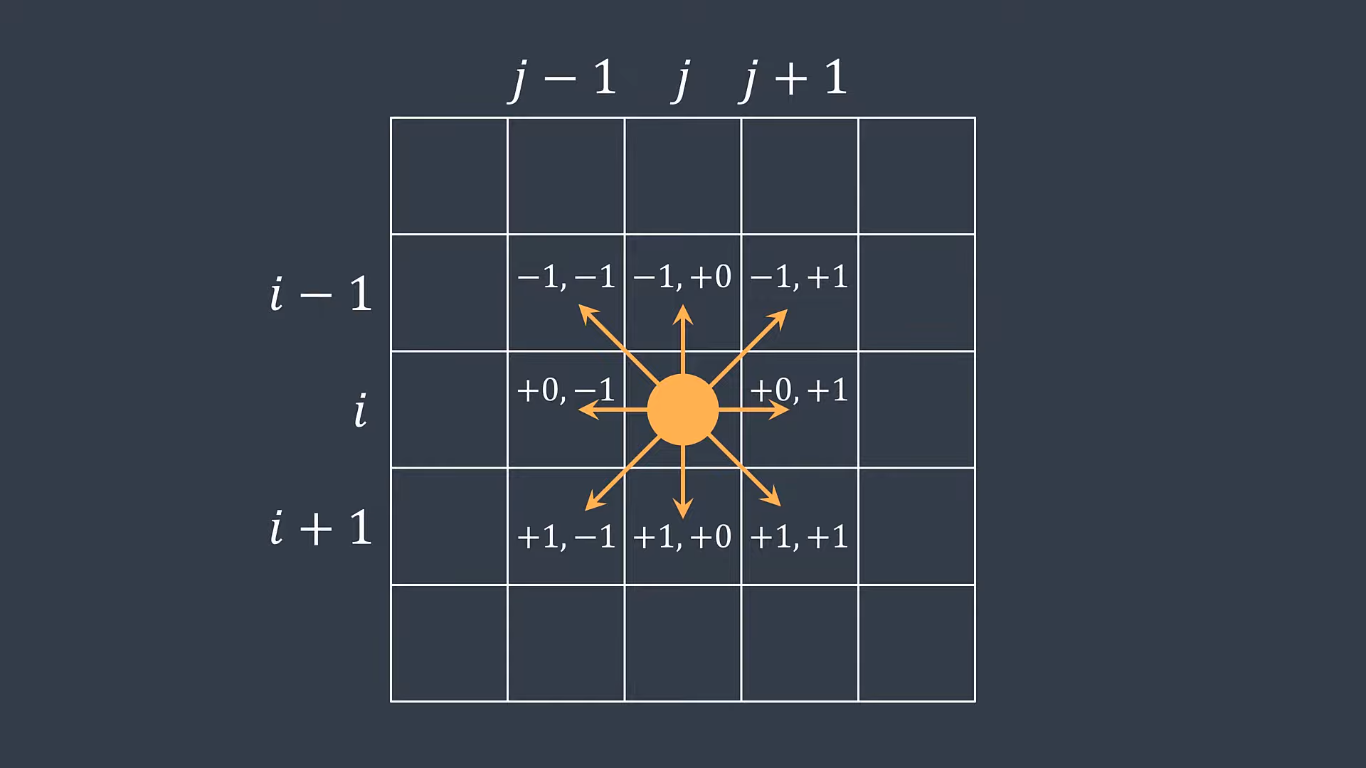 j − 1 j j + 1
i − 1
−1, −1 −1, +0 −1, +1
i
+0, −1 +0, +1
i + 1
+1, −1 +1, +0 +1, +1